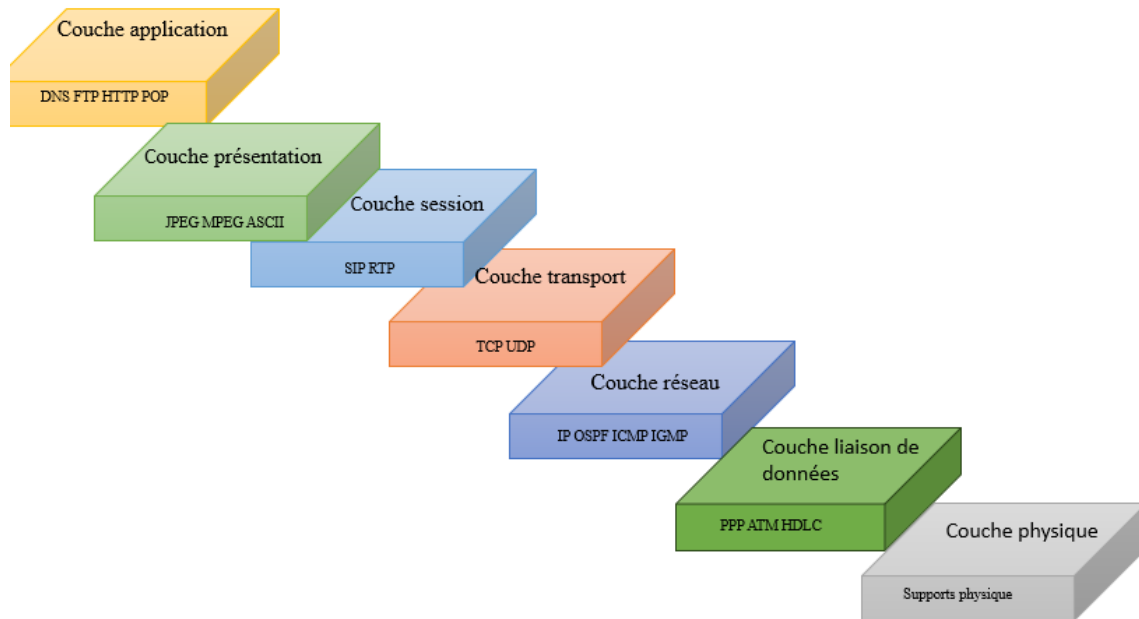 Couche application
DNS FTP HTTP POP
Couche présentation
JPEG MPEG ASCII
Couche session
SIP RTP
Couche transport
TCP UDP
Couche réseau
IP OSPF ICMP IGMP
Couche liaison de
données
PPP ATM HDLC
Couche physique
Supports physique